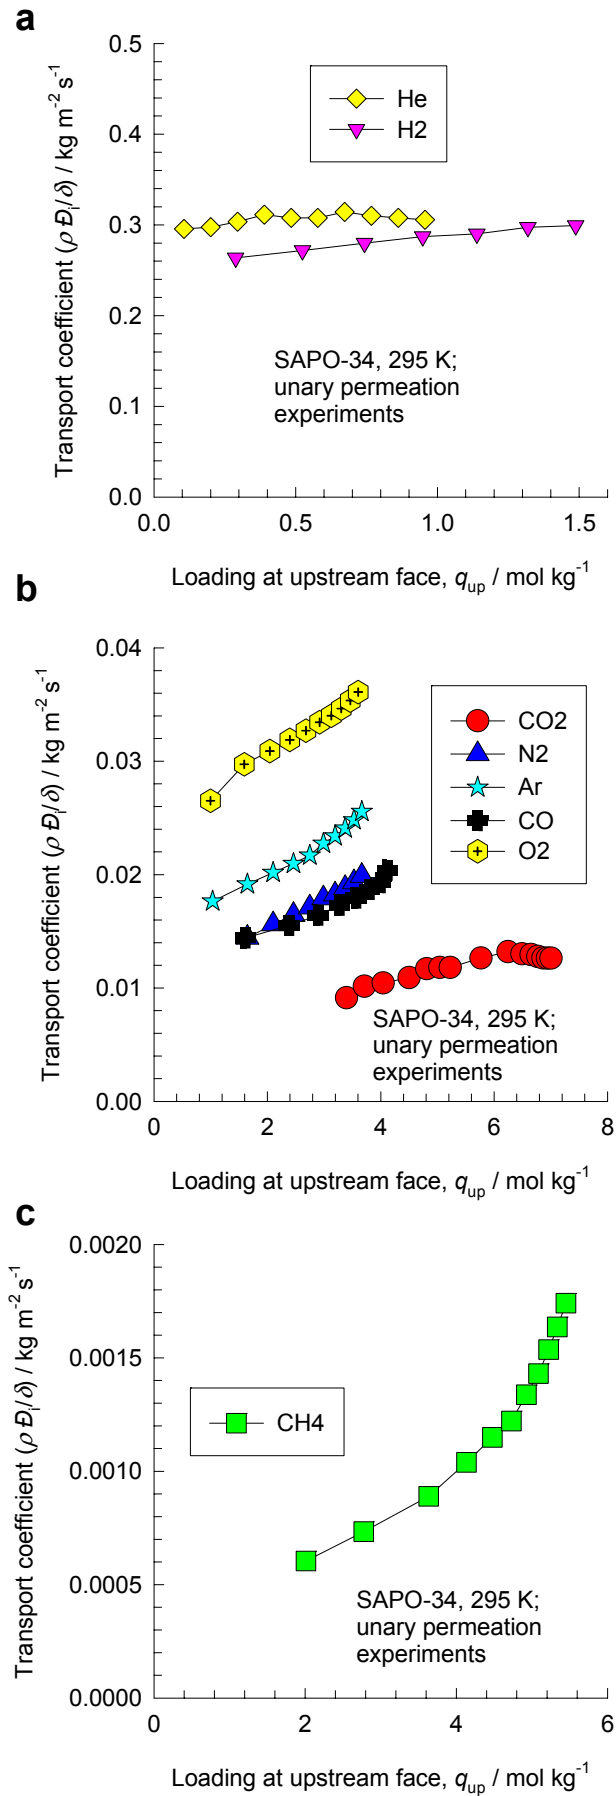 a
0.5
0.4
0.3
0.2
0.1
0.0
Transport coefficient (ρ Đi/δ) / kg m-2 s-1
He
H2
SAPO-34, 295 K;
unary permeation
experiments
0.0 0.5 1.0 1.5
Loading at upstream face, qup / mol kg-1
b
0.04
0.03
0.02
0.01
0.00
Transport coefficient (ρ Đi/δ) / kg m-2 s-1
CO2
N2
Ar
CO
O2
SAPO-34, 295 K;
unary permeation
experiments
0 2 4 6 8
Loading at upstream face, qup / mol kg-1
c
0.0020
0.0015
0.0010
0.0005
0.0000
Transport coefficient (ρ Đi/δ) / kg m-2 s-1
CH4
SAPO-34, 295 K;
unary permeation
experiments
0 2 4 6
Loading at upstream face, qup / mol kg-1